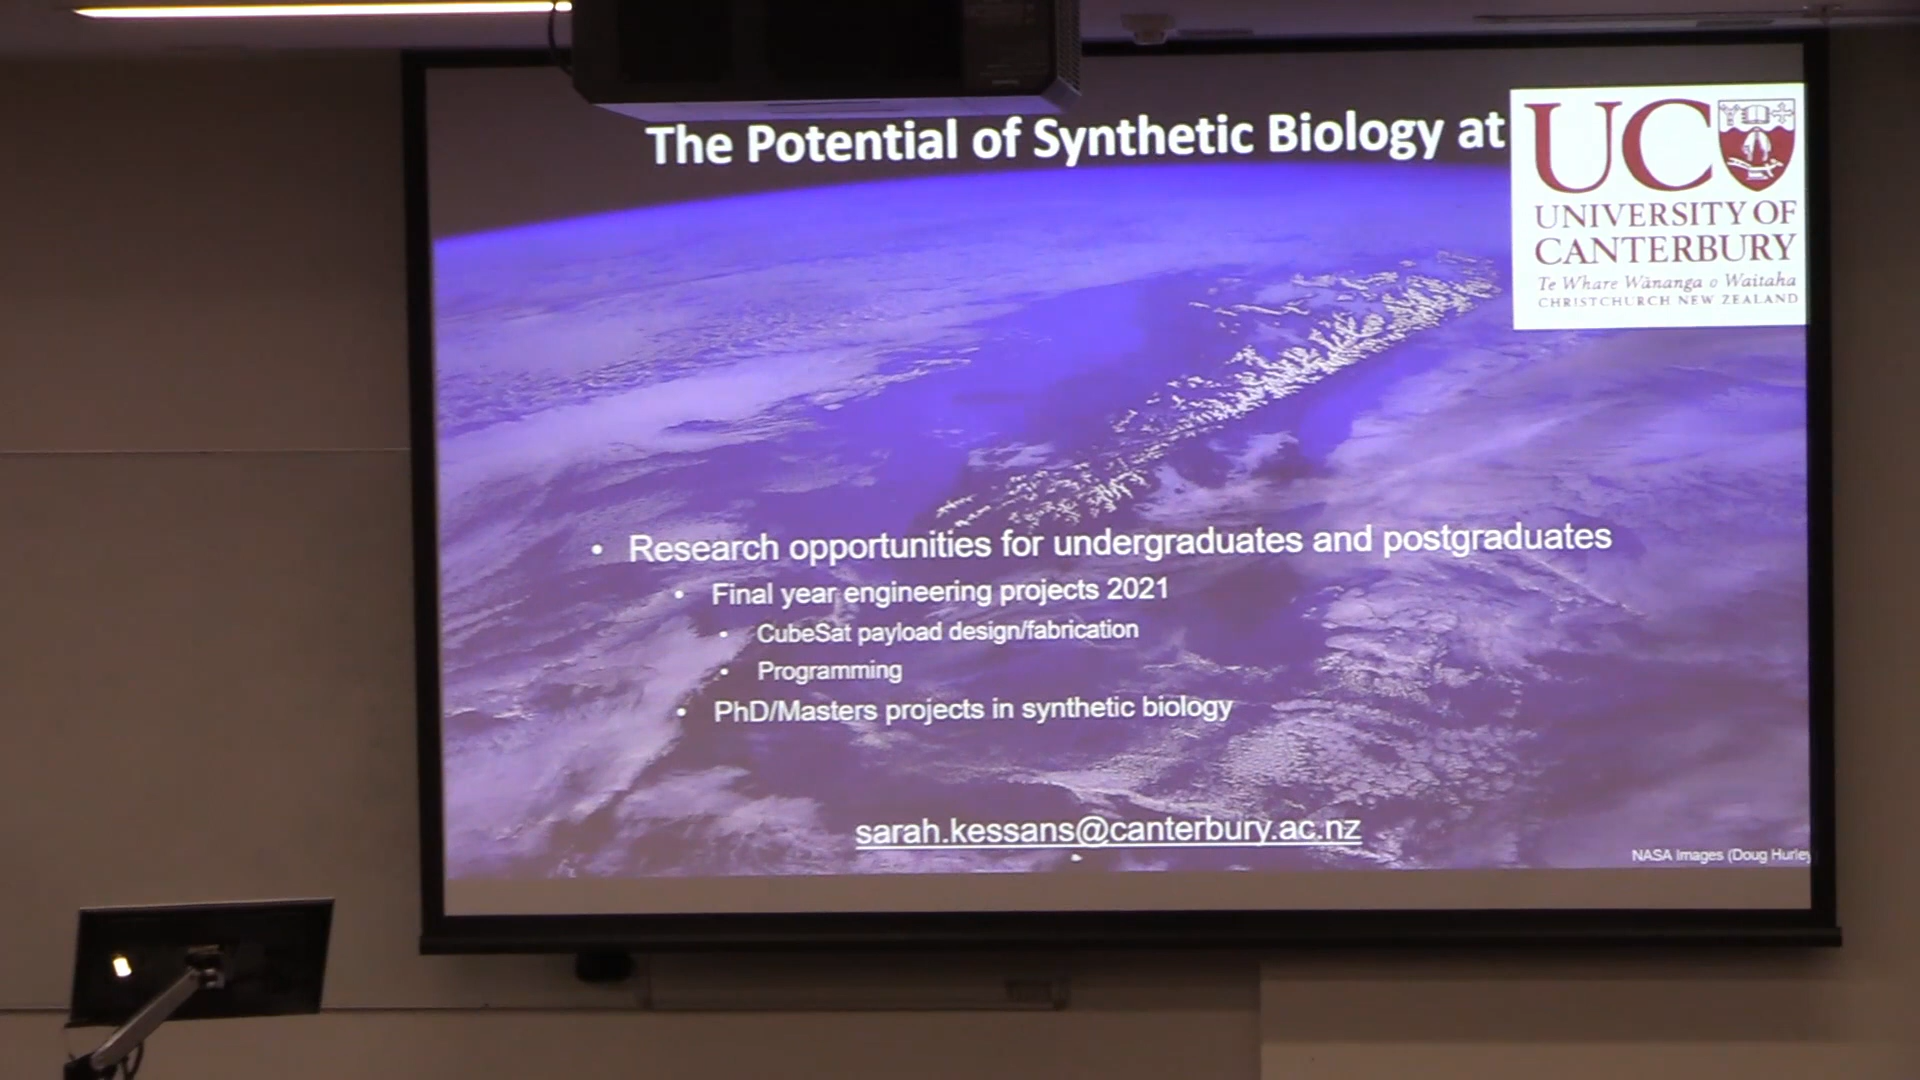 The Potential of Synthetic Biology at
UC
UNIVERSITY OF
CANTERBURY
Te Whare Wānanga o Waitaha
CHRISTCHURCH NEW ZEALAND
• Research opportunities for undergraduates and postgraduates
• Final year engineering projects 2021
• CubeSat payload design/fabrication
• Programming
• PhD/Masters projects in synthetic biology
sarah.kessans@canterbury.ac.nz
NASA Images (Doug Hurley